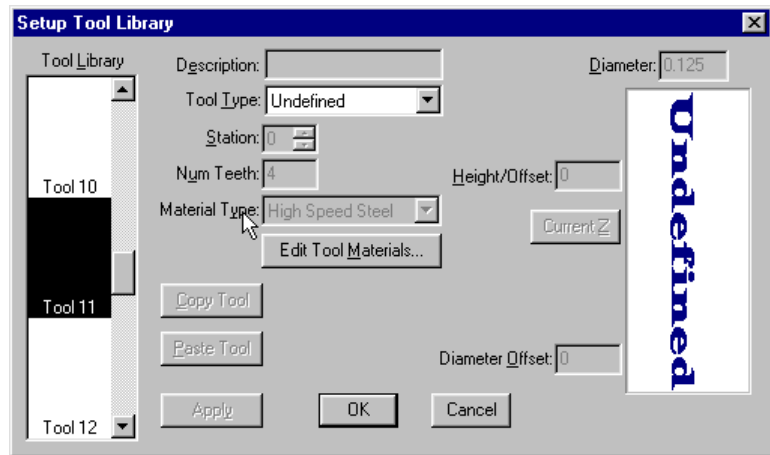 Setup Tool Library
Tool Library
Description:
Diameter: 0.125
Tool Type: Undefined
Station: 0
Num Teeth: 4
Height/Offset: 0
Tool 10
Material Type: High Speed Steel
Current Z
Edit Tool Materials...
Undefined
Tool 11
Copy Tool
Paste Tool
Diameter Offset: 0
Apply
OK
Cancel
Tool 12